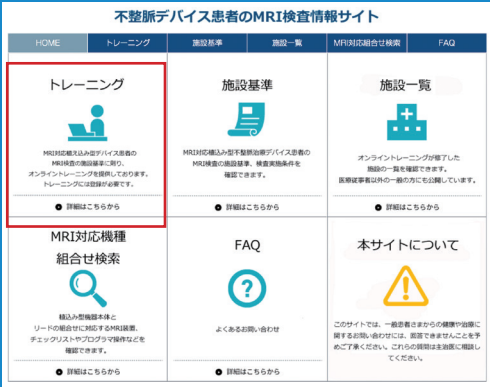 不整脈デバイス患者のMRI検査情報サイト
HOME トレーニング 施設基準 施設一覧 MRI対応組合せ検索 FAQ
トレーニング
MRI対応植え込み型デバイス患者の
MRI検査の施設基準に則り、
オンライントレーニングを提供しております。
トレーニングには登録が必要です。
詳細はこちらから
施設基準
MRI対応植込み型不整脈治療デバイス患者の
MRI検査の施設基準、検査実施条件を
確認できます。
詳細はこちらから
施設一覧
オンライントレーニングが修了した
施設の一覧を確認できます。
医療従事者以外の一般の方にも公開しています。
詳細はこちらから
MRI対応機種
組合せ検索
植込み型機器本体と
リードの組合せに対応するMRI装置、
チェックリストやプログラマ操作などを
確認できます。
詳細はこちらから
FAQ
?
よくあるお問い合わせ
詳細はこちらから
本サイトについて
!
このサイトでは、一般患者さまからの健康や治療に
関するお問い合わせには、回答できませんことを予
めご了承ください。これらの質問は主治医に相談し
てください。